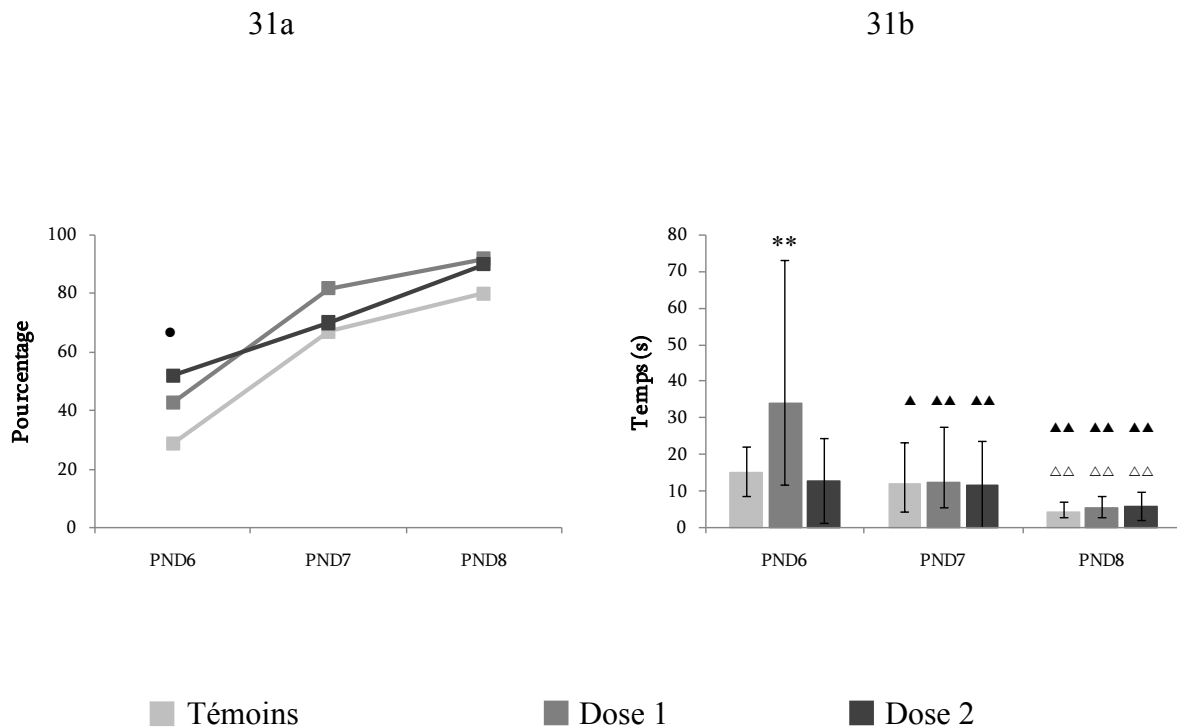 31a
31b
100
80
60
40
20
0
Pourcentage
PND6
PND7
PND8
80
70
60
50
40
30
20
10
0
Temps (s)
**
▲
▲▲
▲▲
▲▲
▲▲
▲▲
△△
△△
△△
PND6
PND7
PND8
Témoins
Dose 1
Dose 2